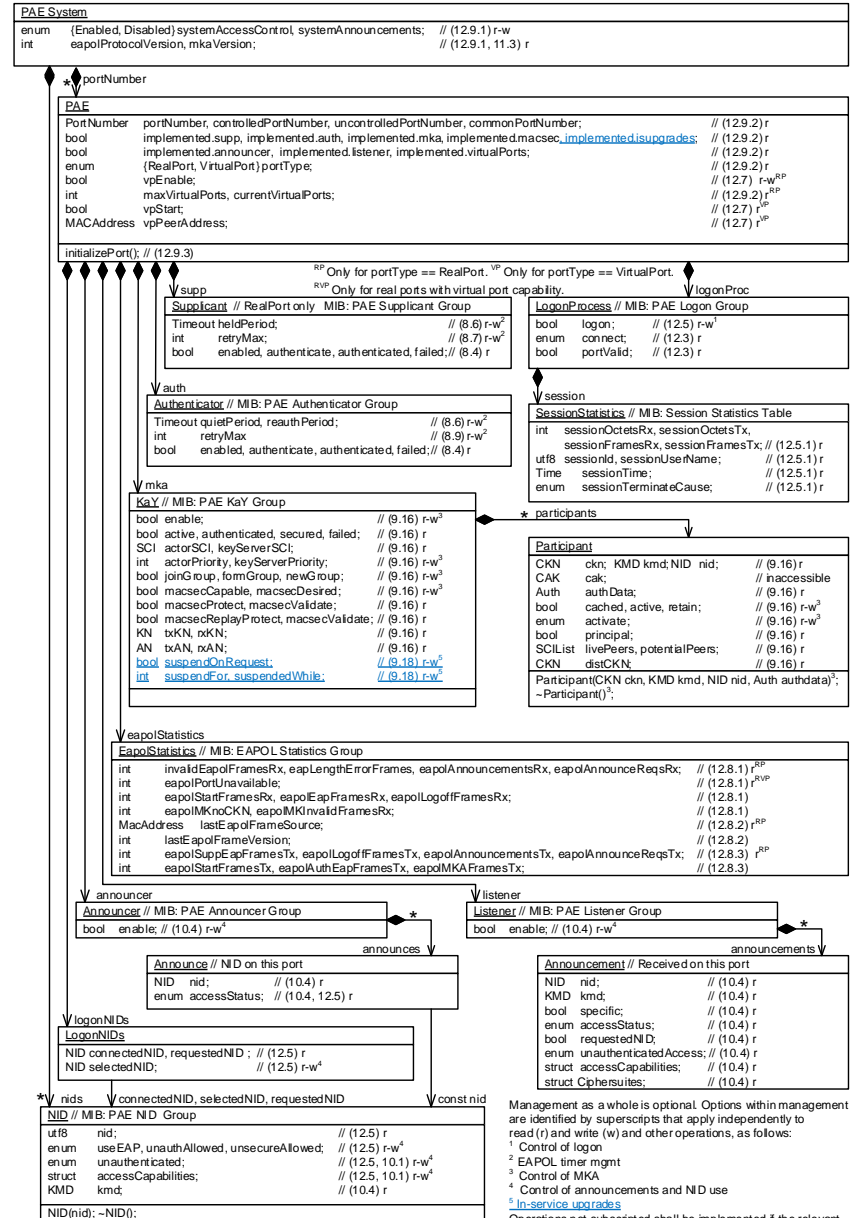 PAE System
enum {Enabled, Disabled} systemAccessControl, systemAnnouncements; // (12.9.1) r-w
int eapolProtocolVersion, mkaVersion; // (12.9.1, 11.3) r
* portNumber
PAE
PortNumber portNumber, controlledPortNumber, uncontrolledPortNumber, commonPortNumber; // (12.9.2) r
bool implemented.supp, implemented.auth, implemented.mka, implemented.macsec, implemented.isupgrades; // (12.9.2) r
bool implemented.announcer, implemented.listener, implemented.virtualPorts; // (12.9.2) r
enum {RealPort, VirtualPort} portType; // (12.9.2) r
bool vpEnable; // (12.7) r-wRP
int maxVirtualPorts, currentVirtualPorts; // (12.9.2) rRP
bool vpStart; // (12.7) rVP
MACAddress vpPeerAddress; // (12.7) rVP
initializePort(); // (12.9.3)
RP Only for portType == RealPort. VP Only for portType == VirtualPort.
RVP Only for real ports with virtual port capability.
supp
logonProc
Supplicant // RealPort only MIB: PAE Supplicant Group
Timeout heldPeriod; // (8.6) r-w2
int retryMax; // (8.7) r-w2
bool enabled, authenticate, authenticated, failed; // (8.4) r
LogonProcess // MIB: PAE Logon Group
bool logon; // (12.5) r-w1
enum connect; // (12.3) r
bool portValid; // (12.3) r
auth
Authenticator // MIB: PAE Authenticator Group
Timeout quietPeriod, reauthPeriod; // (8.6) r-w2
int retryMax // (8.9) r-w2
bool enabled, authenticate, authenticated, failed; // (8.4) r
session
SessionStatistics // MIB: Session Statistics Table
int sessionOctetsRx, sessionOctetsTx,
sessionFramesRx, sessionFramesTx; // (12.5.1) r
utf8 sessionId, sessionUserName; // (12.5.1) r
Time sessionTime; // (12.5.1) r
enum sessionTerminateCause; // (12.5.1) r
mka
KaY // MIB: PAE KaY Group
bool enable; // (9.16) r-w3
bool active, authenticated, secured, failed; // (9.16) r
SCI actorSCI, keyServerSCI; // (9.16) r
int actorPriority, keyServerPriority; // (9.16) r-w3
bool joinGroup, formGroup, newGroup; // (9.16) r-w3
bool macsecCapable, macsecDesired; // (9.16) r-w3
bool macsecProtect, macsecValidate; // (9.16) r
bool macsecReplayProtect, macsecValidate; // (9.16) r
KN txKN, rxKN; // (9.16) r
AN txAN, rxAN; // (9.16) r
bool suspendOnRequest; // (9.18) r-w5
int suspendFor, suspendedWhile; // (9.18) r-w5
* participants
Participant
CKN ckn; KMD kmd; NID nid; // (9.16) r
CAK cak; // inaccessible
Auth authData; // (9.16) r
bool cached, active, retain; // (9.16) r-w3
enum activate; // (9.16) r-w3
bool principal; // (9.16) r
SCIList livePeers, potentialPeers; // (9.16) r
CKN distCKN; // (9.16) r
Participant(CKN ckn, KMD kmd, NID nid, Auth authdata)3;
~Participant()3;
eapolStatistics
EapolStatistics // MIB: EAPOL Statistics Group
int invalidEapolFramesRx, eapLengthErrorFrames, eapolAnnouncementsRx, eapolAnnounceReqsRx; // (12.8.1) rRP
int eapolPortUnavailable; // (12.8.1) rRVP
int eapolStartFramesRx, eapolEapFramesRx, eapolLogoffFramesRx; // (12.8.1)
int eapolMKnoCKN, eapolMKInvalidFramesRx; // (12.8.1)
MacAddress lastEapolFrameSource; // (12.8.2) rRP
int lastEapolFrameVersion; // (12.8.2)
int eapolSuppEapFramesTx, eapolLogoffFramesTx, eapolAnnouncementsTx, eapolAnnounceReqsTx; // (12.8.3) rRP
int eapolStartFramesTx, eapolAuthEapFramesTx, eapolMKAFramesTx; // (12.8.3)
announcer
listener
Announcer // MIB: PAE Announcer Group
bool enable; // (10.4) r-w4
*
announces
Listener // MIB: PAE Listener Group
bool enable; // (10.4) r-w4
*
announcements
Announce // NID on this port
NID nid; // (10.4) r
enum accessStatus; // (10.4, 12.5) r
Announcement // Received on this port
NID nid; // (10.4) r
KMD kmd; // (10.4) r
bool specific; // (10.4) r
enum accessStatus; // (10.4) r
bool requestedNID; // (10.4) r
enum unauthenticatedAccess; // (10.4) r
struct accessCapabilities; // (10.4) r
struct Ciphersuites; // (10.4) r
logonNIDs
LogonNIDs
NID connectedNID, requestedNID ; // (12.5) r
NID selectedNID; // (12.5) r-w4
* nids
connectedNID, selectedNID, requestedNID
const nid
NID // MIB: PAE NID Group
utf8 nid; // (12.5) r
enum useEAP, unauthAllowed, unsecureAllowed; // (12.5) r-w4
enum unauthenticated; // (12.5, 10.1) r-w4
struct accessCapabilities; // (12.5, 10.1) r-w4
KMD kmd; // (10.4) r
NID(nid); ~NID();
Management as a whole is optional. Options within management
are identified by superscripts that apply independently to
read (r) and write (w) and other operations, as follows:
1 Control of logon
2 EAPOL timer mgmt
3 Control of MKA
4 Control of announcements and NID use
5 In-service upgrades